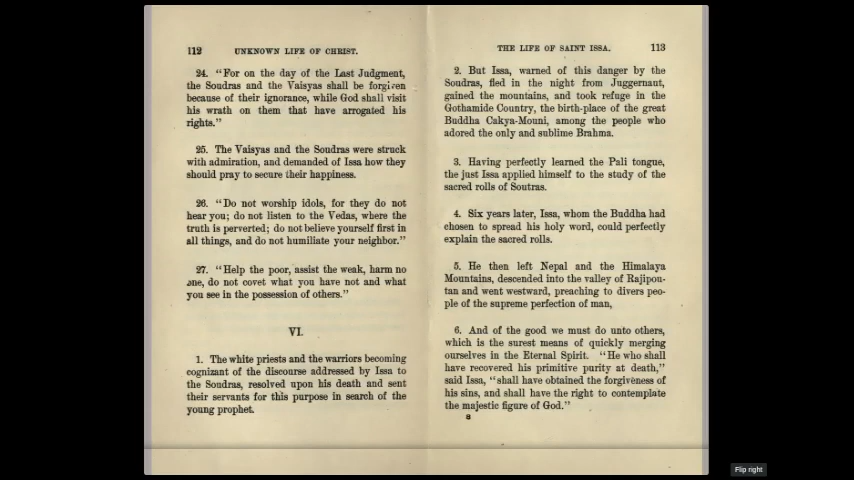 112 UNKNOWN LIFE OF CHRIST.
24. “For on the day of the Last Judgment,
the Soudras and the Vaisyas shall be forgiven
because of their ignorance, while God shall visit
his wrath on them that have arrogated his
rights.”
25. The Vaisyas and the Soudras were struck
with admiration, and demanded of Issa how they
should pray to secure their happiness.
26. “Do not worship idols, for they do not
hear you; do not listen to the Vedas, where the
truth is perverted; do not believe yourself first in
all things, and do not humiliate your neighbor.”
27. “Help the poor, assist the weak, harm no
one, do not covet what you have not and what
you see in the possession of others.”
VI.
1. The white priests and the warriors becoming
cognizant of the discourse addressed by Issa to
the Soudras, resolved upon his death and sent
their servants for this purpose in search of the
young prophet.
THE LIFE OF SAINT ISSA. 113
2. But Issa, warned of this danger by the
Soudras, fled in the night from Juggernaut,
gained the mountains, and took refuge in the
Gothamide Country, the birth-place of the great
Buddha Cakya-Mouni, among the people who
adored the only and sublime Brahma.
3. Having perfectly learned the Pali tongue,
the just Issa applied himself to the study of the
sacred rolls of Soutras.
4. Six years later, Issa, whom the Buddha had
chosen to spread his holy word, could perfectly
explain the sacred rolls.
5. He then left Nepal and the Himalaya
Mountains, descended into the valley of Rajipou-
tan and went westward, preaching to divers peo-
ple of the supreme perfection of man,
6. And of the good we must do unto others,
which is the surest means of quickly merging
ourselves in the Eternal Spirit. “He who shall
have recovered his primitive purity at death,”
said Issa, “shall have obtained the forgiveness of
his sins, and shall have the right to contemplate
the majestic figure of God.”
8
Flip right